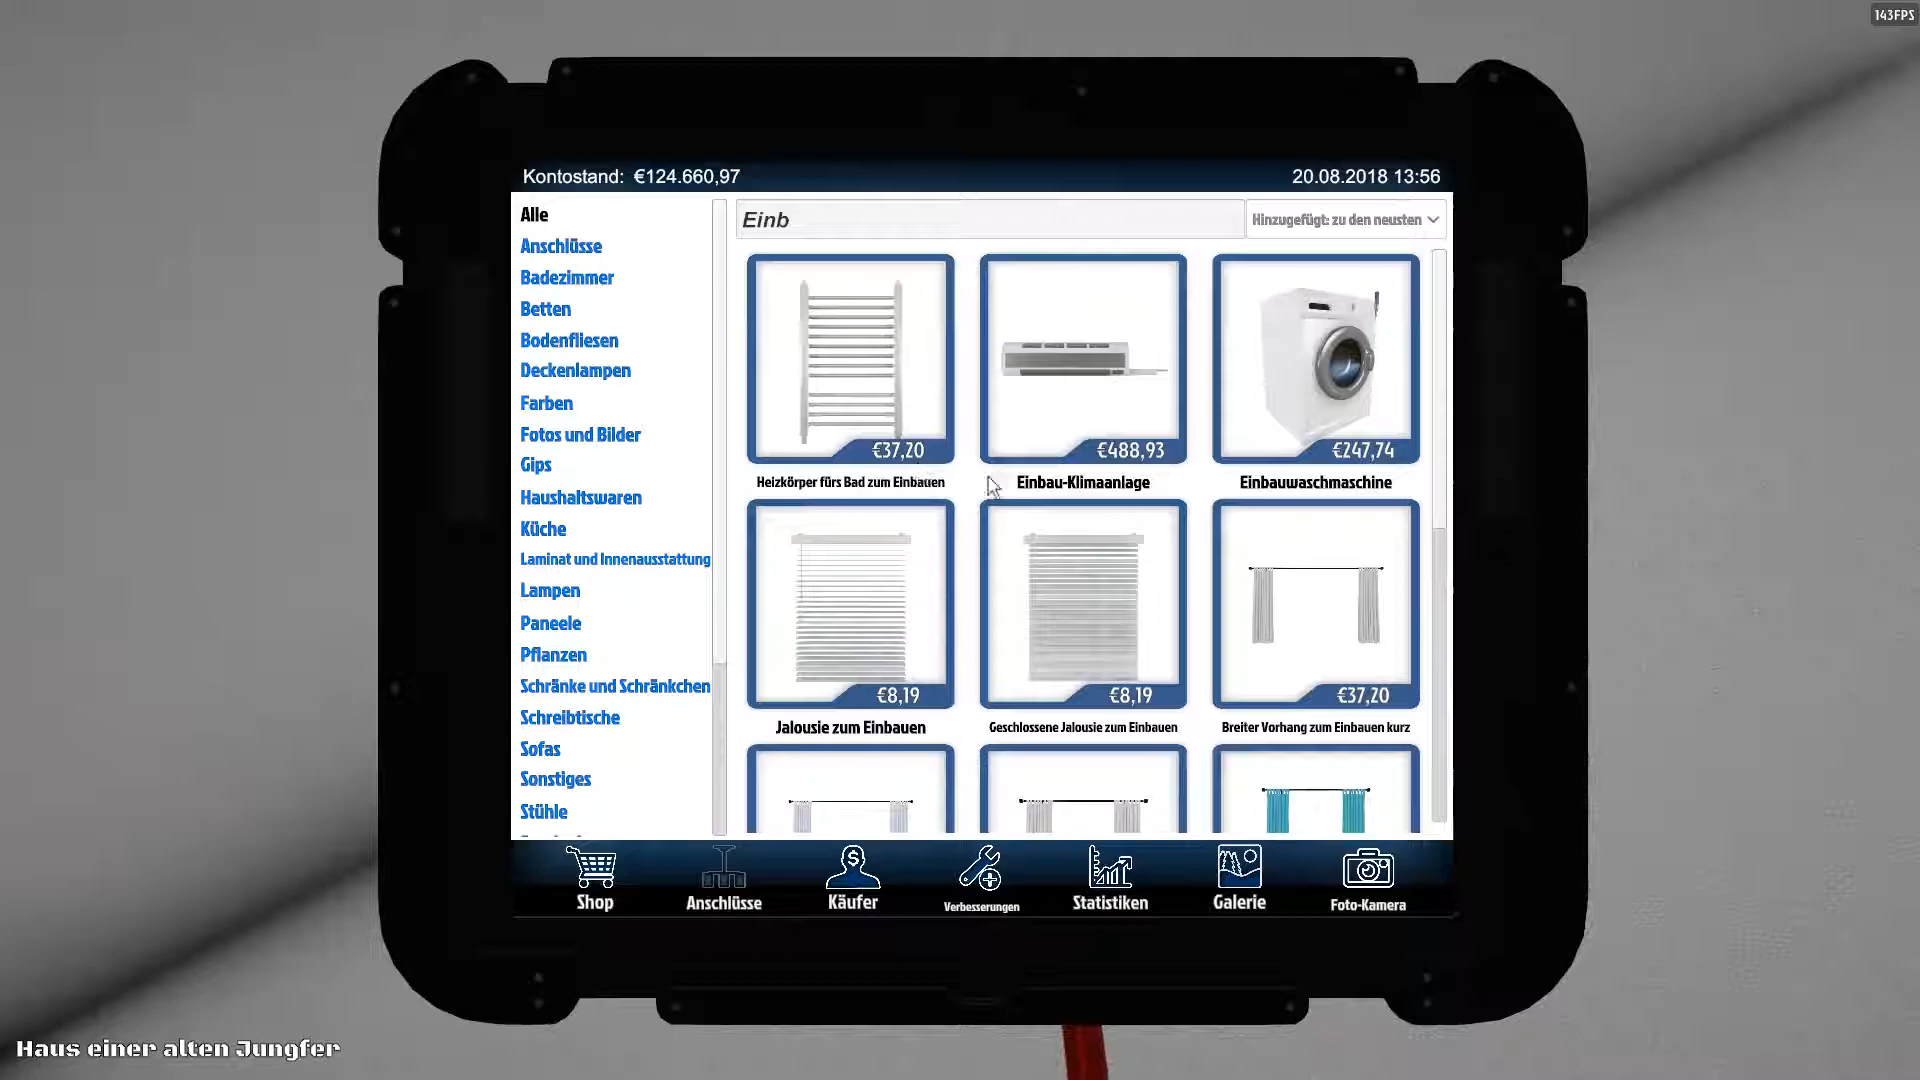 143FPS
Kontostand: €124.660,97
20.08.2018 13:56
Alle
Anschlüsse
Badezimmer
Betten
Bodenfliesen
Deckenlampen
Farben
Fotos und Bilder
Gips
Haushaltswaren
Küche
Laminat und Innenausstattung
Lampen
Paneele
Pflanzen
Schränke und Schränkchen
Schreibtische
Sofas
Sonstiges
Stühle
Einb
Hinzugefügt: zu den neusten
€37,20
€488,93
€247,74
Heizkörper fürs Bad zum Einbauen
Einbau-Klimaanlage
Einbauwaschmaschine
€8,19
€8,19
€37,20
Jalousie zum Einbauen
Geschlossene Jalousie zum Einbauen
Breiter Vorhang zum Einbauen kurz
Shop
Anschlüsse
Käufer
Verbesserungen
Statistiken
Galerie
Foto-Kamera
Haus einer alten Jungfer